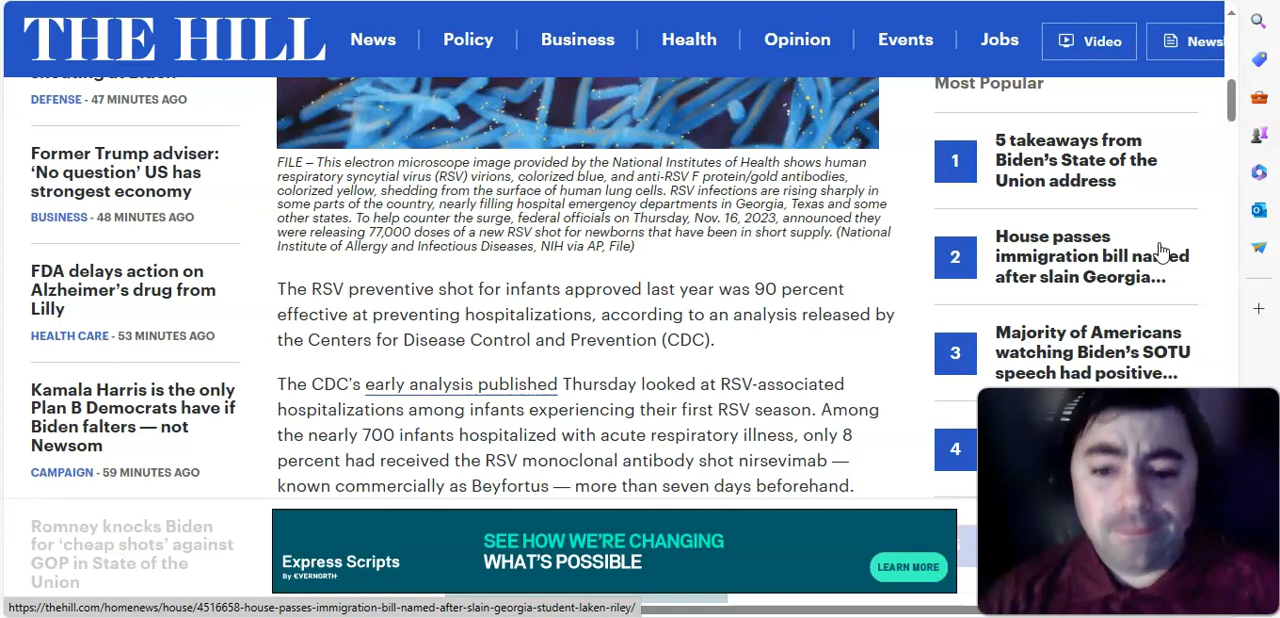 THE HILL
News
Policy
Business
Health
Opinion
Events
Jobs
Video
DEFENSE - 47 MINUTES AGO
Former Trump adviser:
‘No question’ US has
strongest economy
BUSINESS - 48 MINUTES AGO
FDA delays action on
Alzheimer’s drug from
Lilly
HEALTH CARE - 53 MINUTES AGO
Kamala Harris is the only
Plan B Democrats have if
Biden falters — not
Newsom
CAMPAIGN - 59 MINUTES AGO
Romney knocks Biden
for ‘cheap shots’ against
GOP in State of the
Union
FILE – This electron microscope image provided by the National Institutes of Health shows human
respiratory syncytial virus (RSV) virions, colorized blue, and anti-RSV F protein/gold antibodies,
colorized yellow, shedding from the surface of human lung cells. RSV infections are rising sharply in
some parts of the country, nearly filling hospital emergency departments in Georgia, Texas and some
other states. To help counter the surge, federal officials on Thursday, Nov. 16, 2023, announced they
were releasing 77,000 doses of a new RSV shot for newborns that have been in short supply. (National
Institute of Allergy and Infectious Diseases, NIH via AP, File)
The RSV preventive shot for infants approved last year was 90 percent
effective at preventing hospitalizations, according to an analysis released by
the Centers for Disease Control and Prevention (CDC).
The CDC’s early analysis published Thursday looked at RSV-associated
hospitalizations among infants experiencing their first RSV season. Among
the nearly 700 infants hospitalized with acute respiratory illness, only 8
percent had received the RSV monoclonal antibody shot nirsevimab —
known commercially as Beyfortus — more than seven days beforehand.
Most Popular
1
5 takeaways from
Biden’s State of the
Union address
2
House passes
immigration bill named
after slain Georgia...
3
Majority of Americans
watching Biden’s SOTU
speech had positive...
4
Express Scripts
By EVERNORTH
SEE HOW WE’RE CHANGING
WHAT’S POSSIBLE
LEARN MORE
https://thehill.com/homenews/house/4516658-house-passes-immigration-bill-named-after-slain-georgia-student-laken-riley/